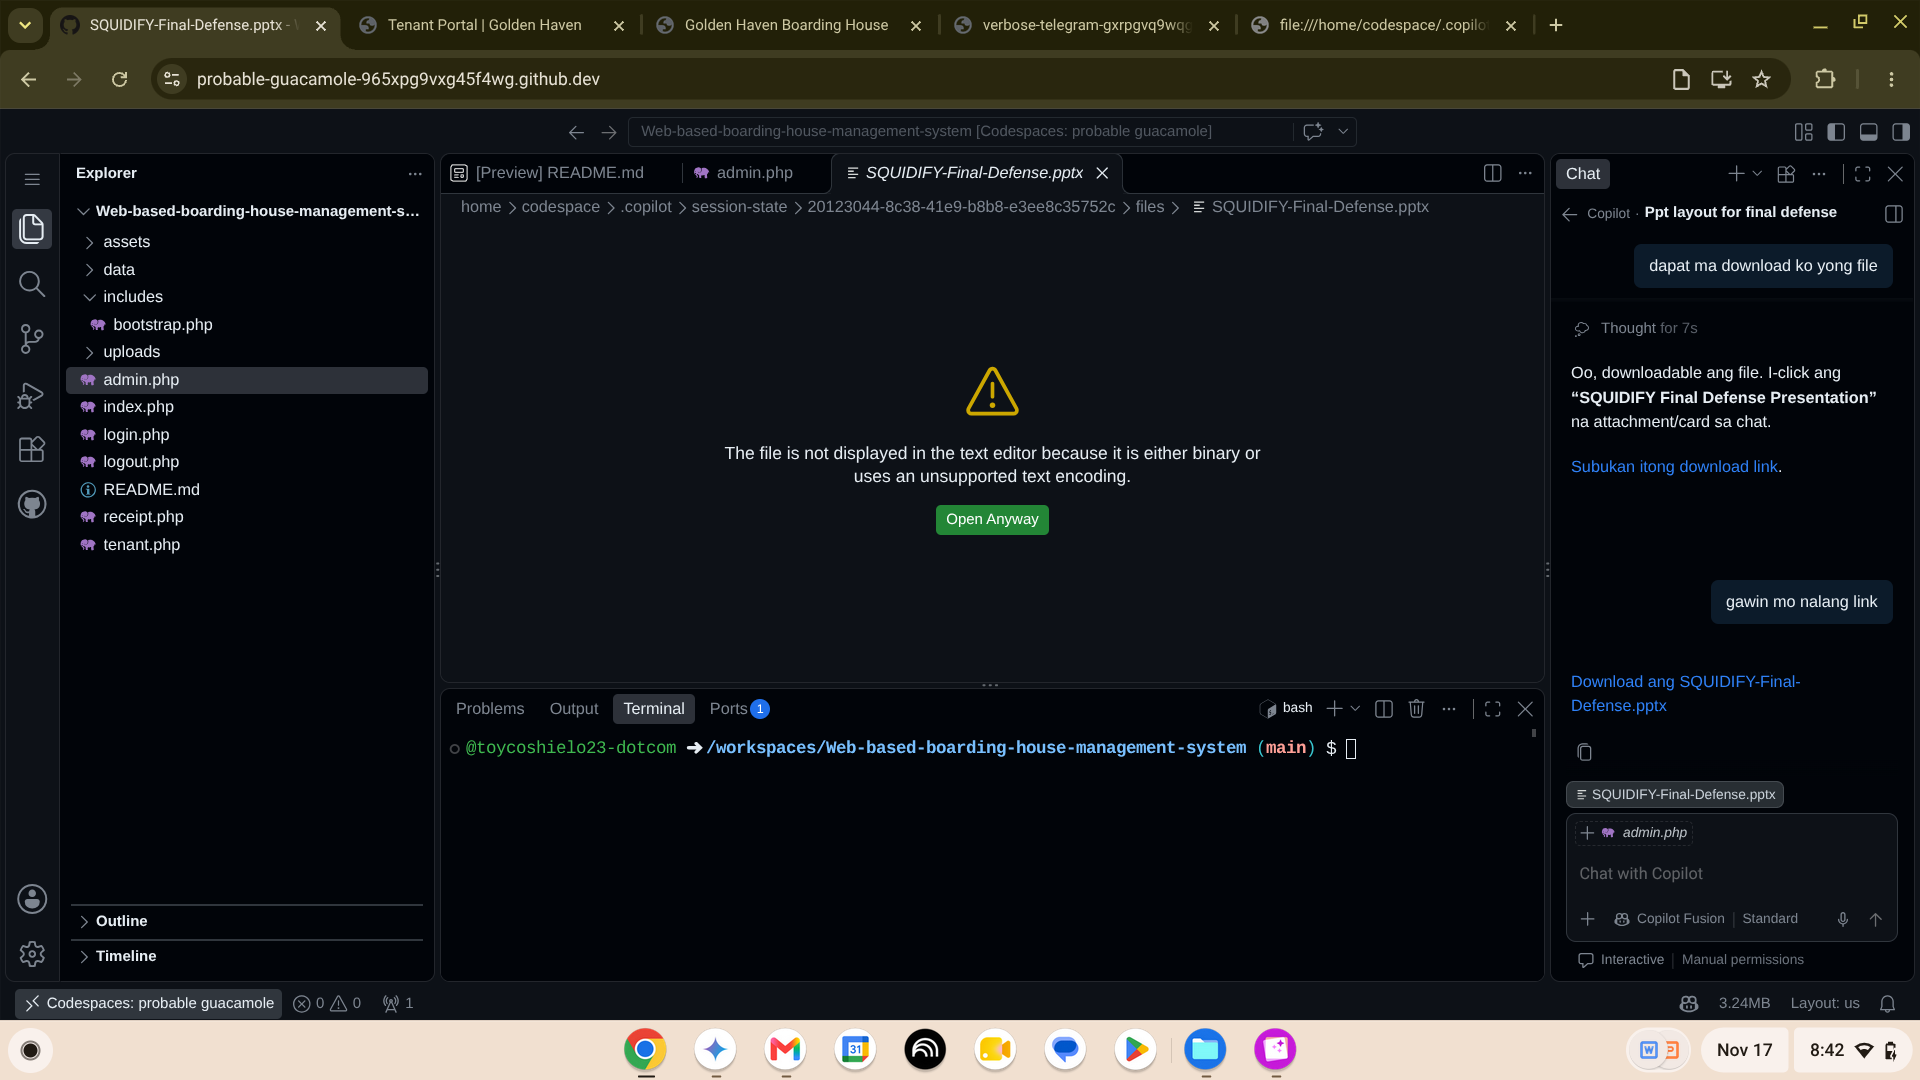 SQUIDIFY-Final-Defense.pptx -
Tenant Portal | Golden Haven
Golden Haven Boarding House
verbose-telegram-gxrpgvq9wqg
file:///home/codespace/.copilo
probable-guacamole-965xpg9vxg45f4wg.github.dev
Web-based-boarding-house-management-system [Codespaces: probable guacamole]
Explorer
Web-based-boarding-house-management-s...
assets
data
includes
bootstrap.php
uploads
admin.php
index.php
login.php
logout.php
README.md
receipt.php
tenant.php
Outline
Timeline
[Preview] README.md
admin.php
SQUIDIFY-Final-Defense.pptx
home > codespace > .copilot > session-state > 20123044-8c38-41e9-b8b8-e3ee8c35752c > files > SQUIDIFY-Final-Defense.pptx
The file is not displayed in the text editor because it is either binary or
uses an unsupported text encoding.
Open Anyway
Problems Output Terminal Ports 1
bash
@toycoshielo23-dotcom ➜ /workspaces/Web-based-boarding-house-management-system (main) $
Chat
Copilot · Ppt layout for final defense
dapat ma download ko yong file
Thought for 7s
Oo, downloadable ang file. I-click ang
“SQUIDIFY Final Defense Presentation”
na attachment/card sa chat.
Subukan itong download link.
gawin mo nalang link
Download ang SQUIDIFY-Final-
Defense.pptx
SQUIDIFY-Final-Defense.pptx
admin.php
Chat with Copilot
Copilot Fusion | Standard
Interactive | Manual permissions
Codespaces: probable guacamole 0 0 1
3.24MB Layout: us
31
W P
Nov 17
8:42